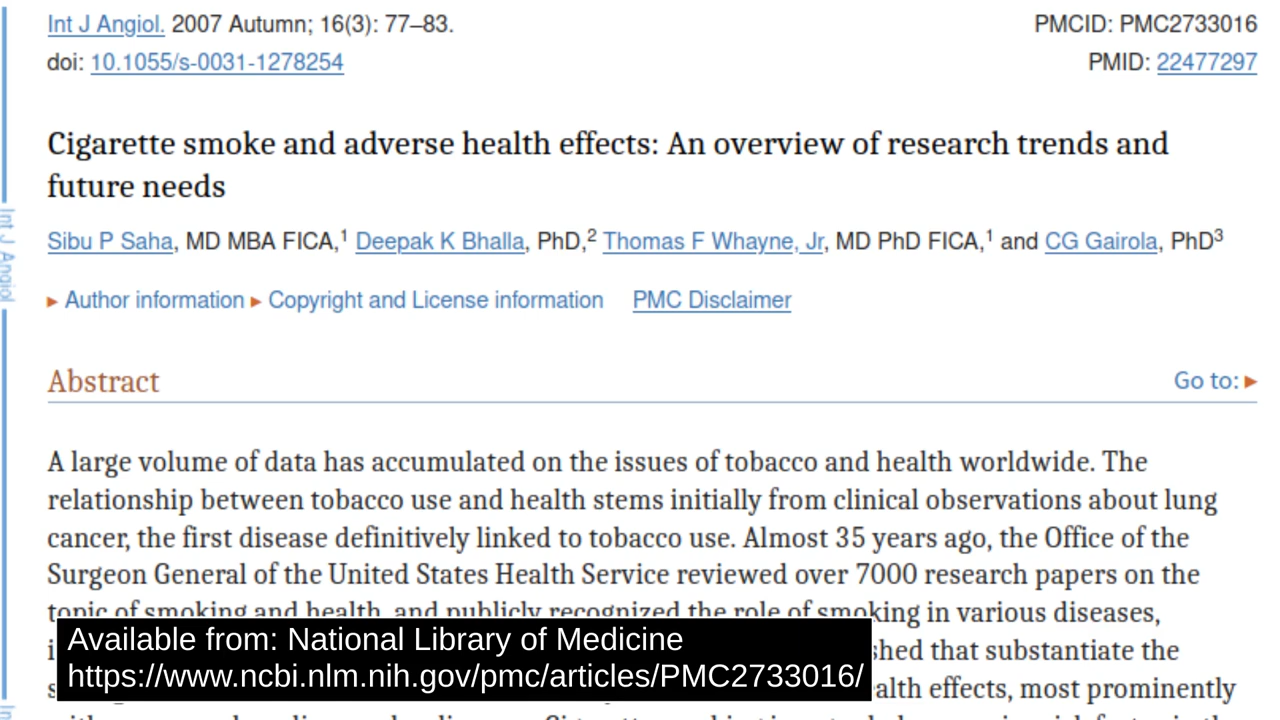 Int J Angiol. 2007 Autumn; 16(3): 77–83.
PMCID: PMC2733016
doi: 10.1055/s-0031-1278254
PMID: 22477297
Cigarette smoke and adverse health effects: An overview of research trends and
future needs
Sibu P Saha, MD MBA FICA,1 Deepak K Bhalla, PhD,2 Thomas F Whayne, Jr, MD PhD FICA,1 and CG Gairola, PhD3
▸ Author information ▸ Copyright and License information PMC Disclaimer
Abstract
Go to: ▸
A large volume of data has accumulated on the issues of tobacco and health worldwide. The
relationship between tobacco use and health stems initially from clinical observations about lung
cancer, the first disease definitively linked to tobacco use. Almost 35 years ago, the Office of the
Surgeon General of the United States Health Service reviewed over 7000 research papers on the
topic of smoking and health, and publicly recognized the role of smoking in various diseases,
shed that substantiate the
ealth effects, most prominently
Available from: National Library of Medicine
https://www.ncbi.nlm.nih.gov/pmc/articles/PMC2733016/
Int J Angiol